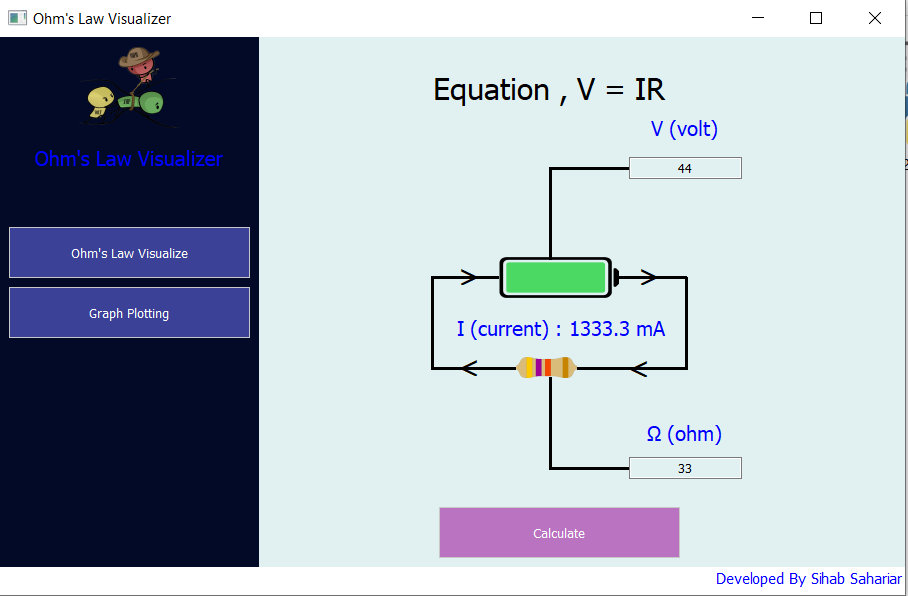 Ohm's Law Visualizer
Ohm's Law Visualizer
Ohm's Law Visualize
Graph Plotting
Equation , V = IR
V (volt)
44
I (current) : 1333.3 mA
Ω (ohm)
33
Calculate
Developed By Sihab Sahariar